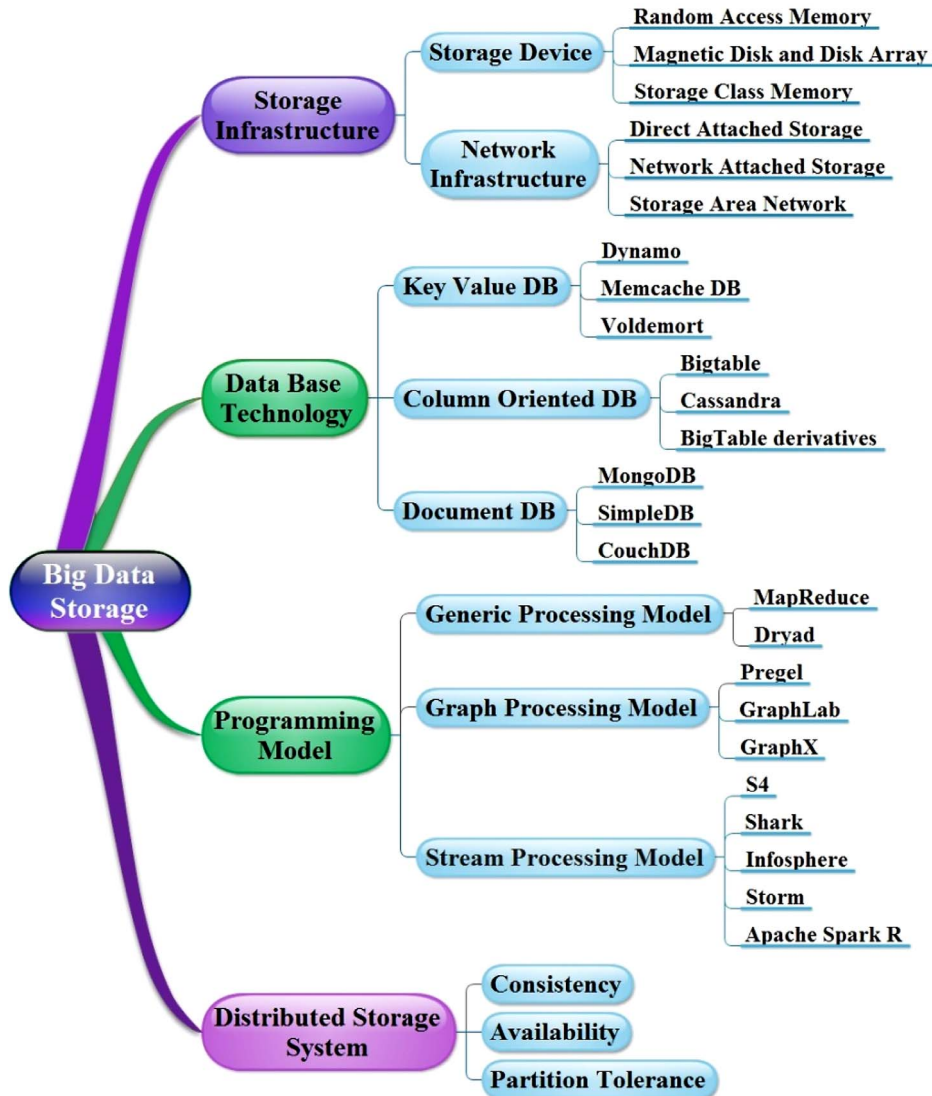 Big Data
Storage
Storage
Infrastructure
Storage Device
Random Access Memory
Magnetic Disk and Disk Array
Storage Class Memory
Network
Infrastructure
Direct Attached Storage
Network Attached Storage
Storage Area Network
Data Base
Technology
Key Value DB
Dynamo
Memcache DB
Voldemort
Column Oriented DB
Bigtable
Cassandra
BigTable derivatives
Document DB
MongoDB
SimpleDB
CouchDB
Programming
Model
Generic Processing Model
MapReduce
Dryad
Graph Processing Model
Pregel
GraphLab
GraphX
Stream Processing Model
S4
Shark
Infosphere
Storm
Apache Spark R
Distributed Storage
System
Consistency
Availability
Partition Tolerance